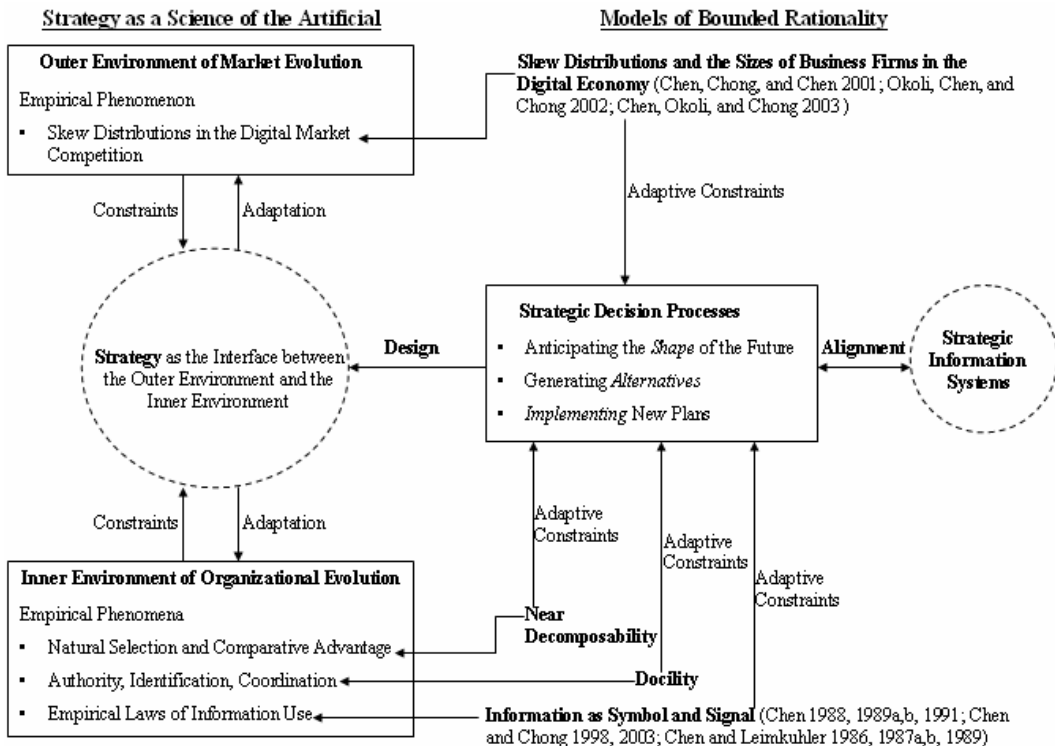 Strategy as a Science of the Artificial
Models of Bounded Rationality
Outer Environment of Market Evolution
Empirical Phenomenon
▪ Skew Distributions in the Digital Market
Competition
Skew Distributions and the Sizes of Business Firms in the
Digital Economy (Chen, Chong, and Chen 2001; Okoli, Chen, and
Chong 2002; Chen, Okoli, and Chong 2003 )
Constraints
Adaptation
Adaptive Constraints
Strategy as the Interface between
the Outer Environment and the
Inner Environment
Design
Strategic Decision Processes
▪ Anticipating the Shape of the Future
▪ Generating Alternatives
▪ Implementing New Plans
Alignment
Strategic
Information
Systems
Constraints
Adaptation
Adaptive
Constraints
Adaptive
Constraints
Adaptive
Constraints
Inner Environment of Organizational Evolution
Empirical Phenomena
▪ Natural Selection and Comparative Advantage
▪ Authority, Identification, Coordination
▪ Empirical Laws of Information Use
Near
Decomposability
Docility
Information as Symbol and Signal (Chen 1988, 1989a,b, 1991; Chen
and Chong 1998, 2003; Chen and Leimkuhler 1986, 1987a,b, 1989)